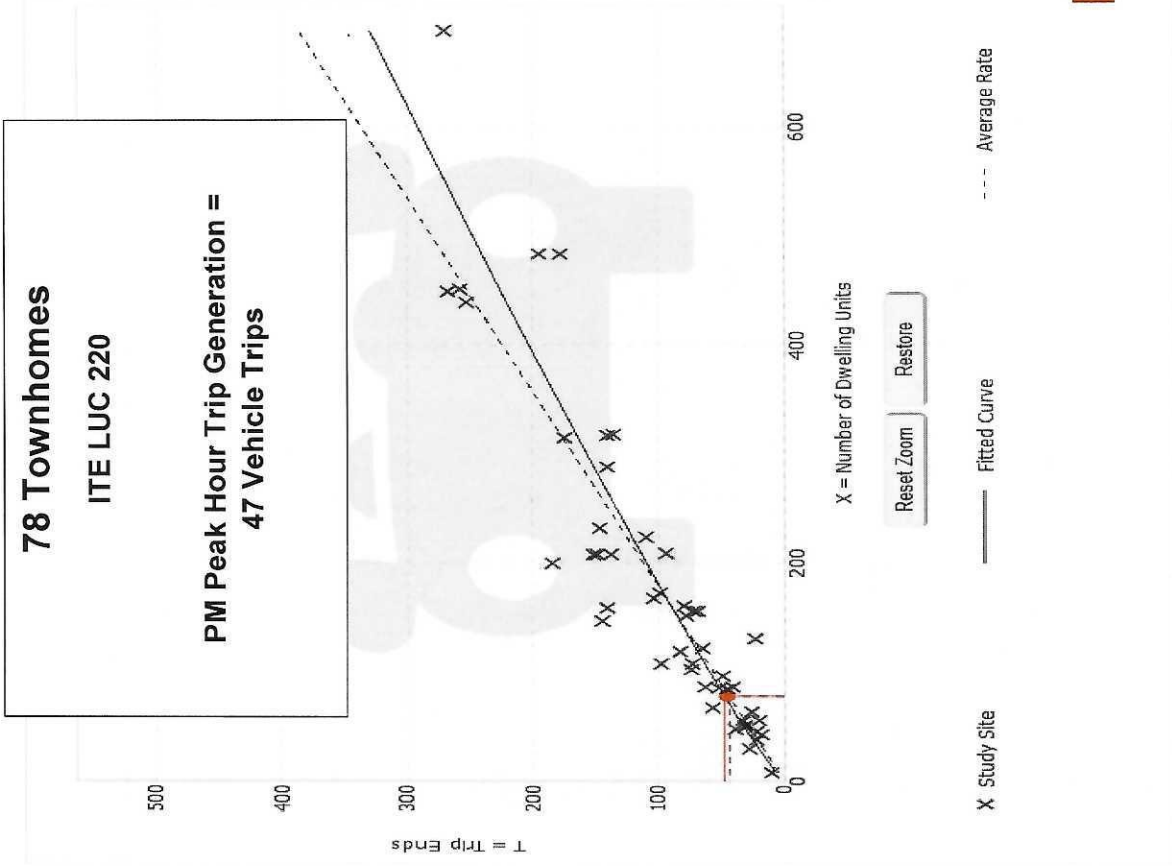 78 Townhomes
ITE LUC 220
PM Peak Hour Trip Generation =
47 Vehicle Trips
T = Trip Ends
500
400
300
200
100
0
0
200
400
600
X = Number of Dwelling Units
Reset Zoom
Restore
X Study Site
Fitted Curve
Average Rate